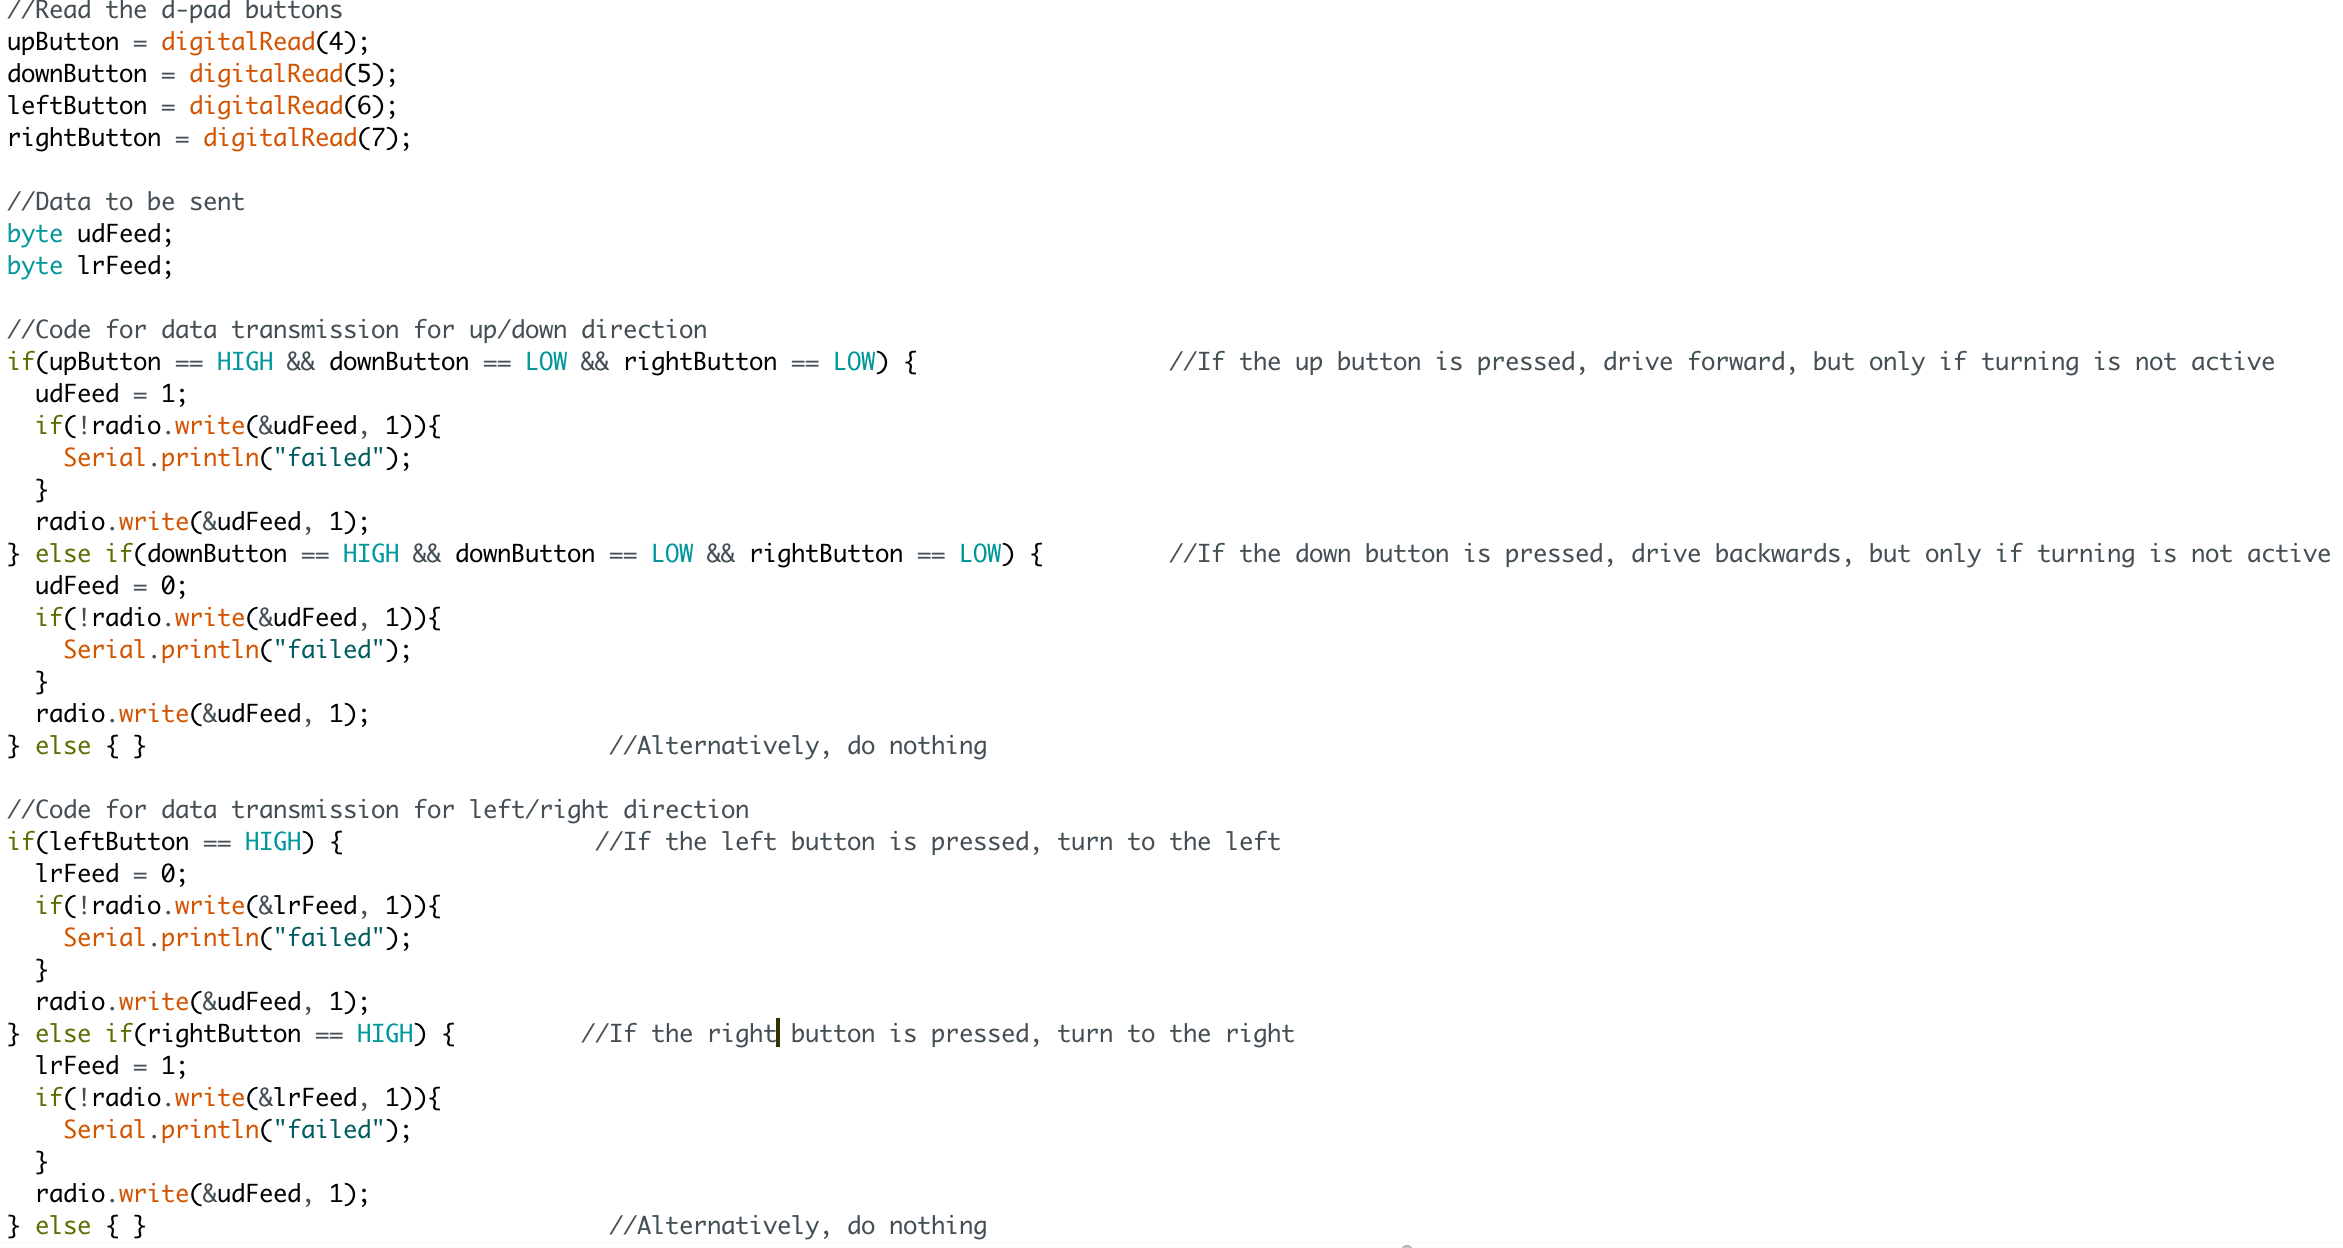 //Read the d-pad buttons
upButton = digitalRead(4);
downButton = digitalRead(5);
leftButton = digitalRead(6);
rightButton = digitalRead(7);
//Data to be sent
byte udFeed;
byte lrFeed;
//Code for data transmission for up/down direction
if(upButton == HIGH && downButton == LOW && rightButton == LOW) { //If the up button is pressed, drive forward, but only if turning is not active
udFeed = 1;
if(!radio.write(&udFeed, 1)){
Serial.println("failed");
}
radio.write(&udFeed, 1);
} else if(downButton == HIGH && downButton == LOW && rightButton == LOW) { //If the down button is pressed, drive backwards, but only if turning is not active
udFeed = 0;
if(!radio.write(&udFeed, 1)){
Serial.println("failed");
}
radio.write(&udFeed, 1);
} else { } //Alternatively, do nothing
//Code for data transmission for left/right direction
if(leftButton == HIGH) { //If the left button is pressed, turn to the left
lrFeed = 0;
if(!radio.write(&lrFeed, 1)){
Serial.println("failed");
}
radio.write(&udFeed, 1);
} else if(rightButton == HIGH) { //If the right button is pressed, turn to the right
lrFeed = 1;
if(!radio.write(&lrFeed, 1)){
Serial.println("failed");
}
radio.write(&udFeed, 1);
} else { } //Alternatively, do nothing